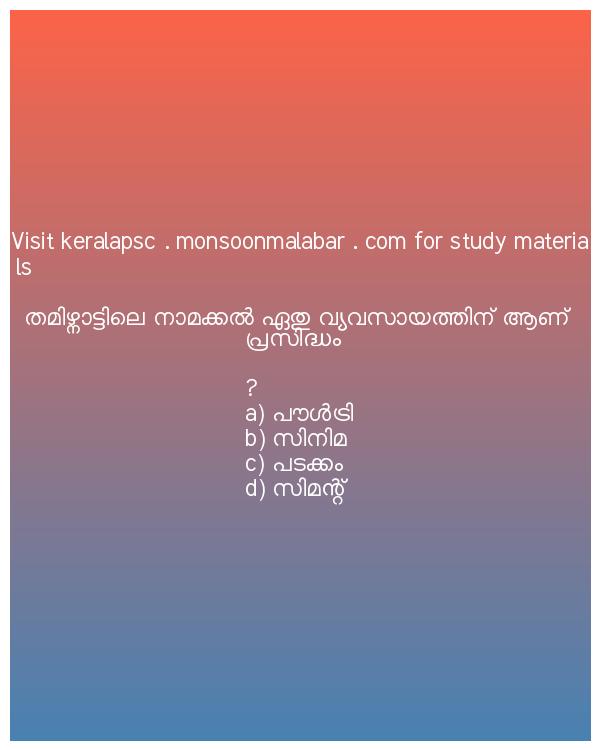 Visit keralapsc . monsoonmalabar . com for study materia
ls
തമിഴ്നാട്ടിലെ നാമക്കൽ ഏതു വ്യവസായത്തിന് ആണ്
പ്രസിദ്ധം
?
a) പൗൾട്രി
b) സിനിമ
c) പടക്കം
d) സിമന്റ്